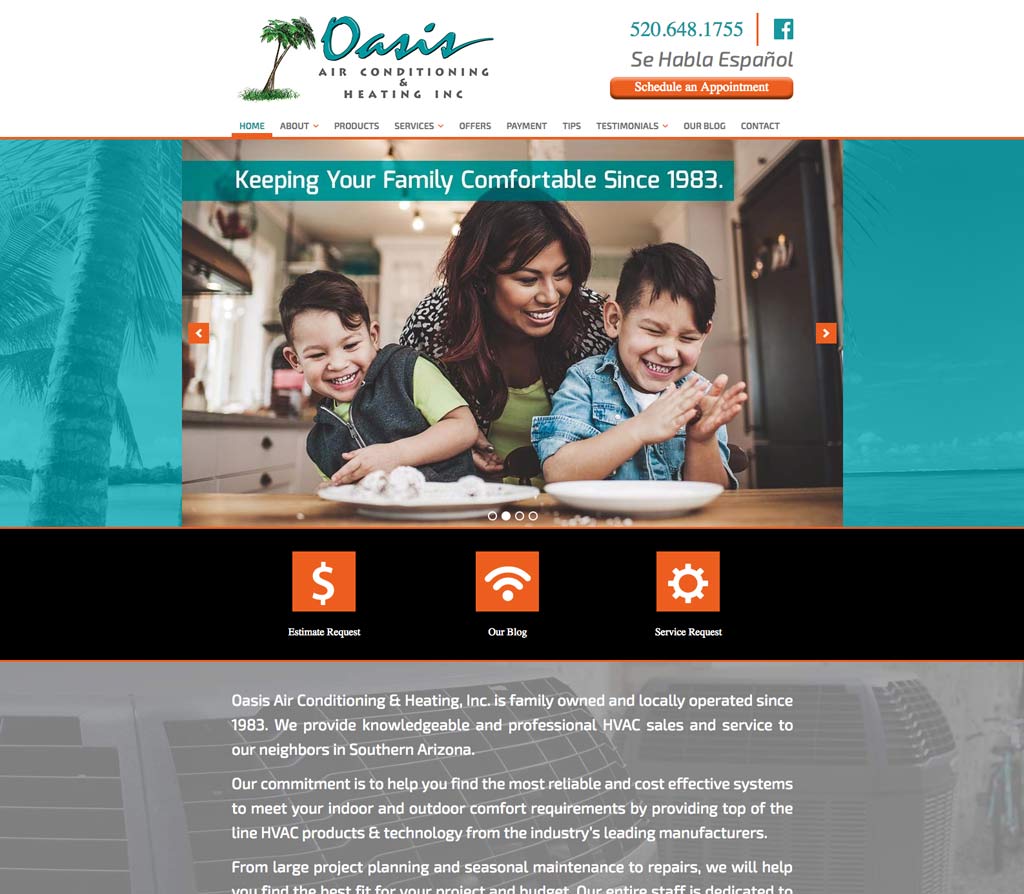 Oasis
AIR CONDITIONING
&
HEATING INC
520.648.1755
Se Habla Español
Schedule an Appointment
HOME ABOUT PRODUCTS SERVICES OFFERS PAYMENT TIPS TESTIMONIALS OUR BLOG CONTACT
Keeping Your Family Comfortable Since 1983.
$
Estimate Request Our Blog Service Request
Oasis Air Conditioning & Heating, Inc. is family owned and locally operated since
1983. We provide knowledgeable and professional HVAC sales and service to
our neighbors in Southern Arizona.
Our commitment is to help you find the most reliable and cost effective systems
to meet your indoor and outdoor comfort requirements by providing top of the
line HVAC products & technology from the industry's leading manufacturers.
From large project planning and seasonal maintenance to repairs, we will help
you find the best fit for your project and budget. Our entire staff is dedicated to